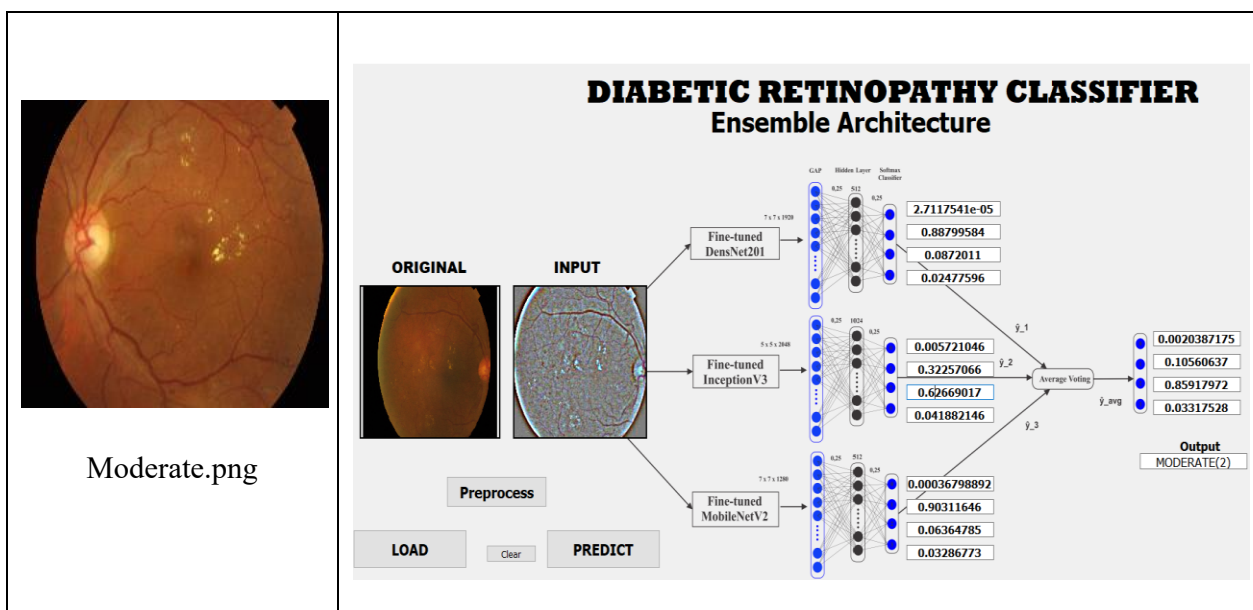 Moderate.png
DIABETIC RETINOPATHY CLASSIFIER
Ensemble Architecture
ORIGINAL
INPUT
Preprocess
LOAD
Clear
PREDICT
GAP
Hidden Layer
Softmax
Classifier
7 x 7 x 1920
0,25
512
0,25
Fine-tuned
DensNet201
2.7117541e-05
0.88799584
0.0872011
0.02477596
ŷ_1
5 x 5 x 2048
0,25
1024
0,25
Fine-tuned
InceptionV3
0.005721046
0.32257066
0.62669017
0.041882146
ŷ_2
7 x 7 x 1280
0,25
512
0,25
Fine-tuned
MobileNetV2
0.00036798892
0.90311646
0.06364785
0.03286773
ŷ_3
Average Voting
ŷ_avg
0.0020387175
0.10560637
0.85917972
0.03317528
Output
MODERATE(2)